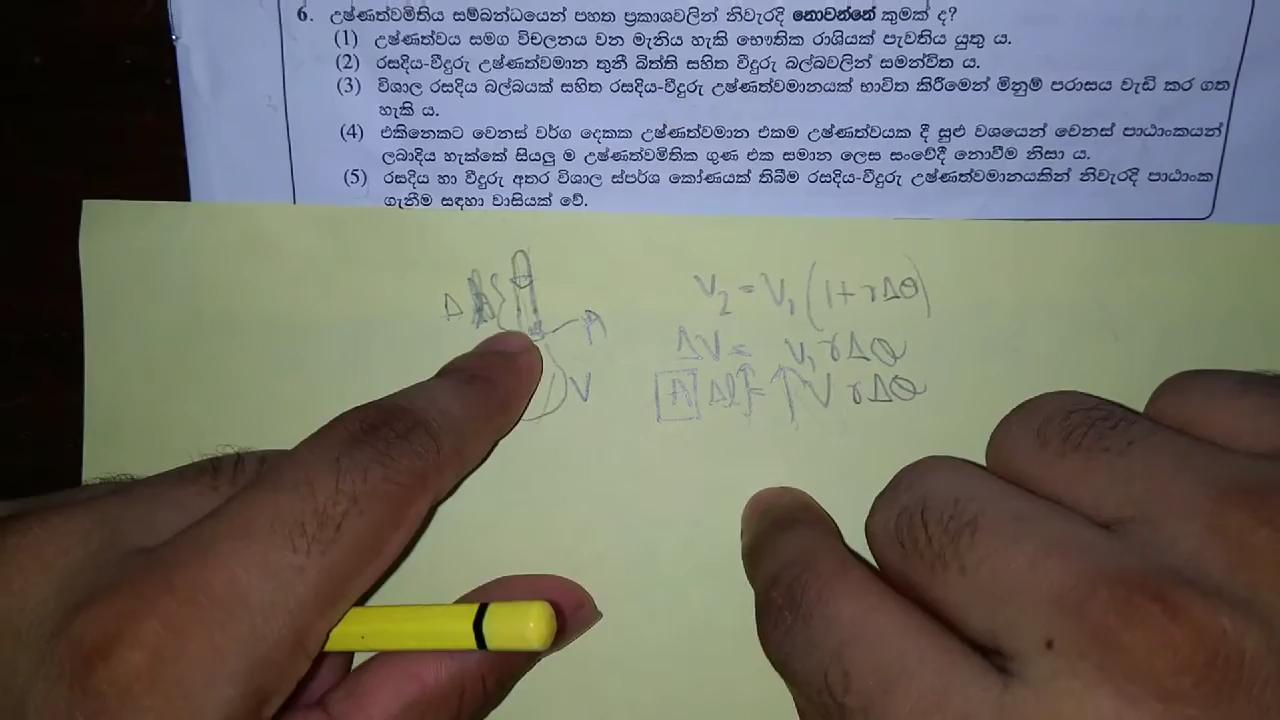 6. උෂ්ණත්වමිතිය සම්බන්ධයෙන් පහත ප්‍රකාශවලින් නිවැරදි නොවන්නේ කුමක් ද?
(1) උෂ්ණත්වය සමග විචලනය වන මැනිය හැකි භෞතික රාශියක් පැවතිය යුතු ය.
(2) රසදිය-වීදුරු උෂ්ණත්වමාන තුනී බිත්ති සහිත වීදුරු බල්බවලින් සමන්විත ය.
(3) විශාල රසදිය බල්බයක් සහිත රසදිය-වීදුරු උෂ්ණත්වමානයක් භාවිත කිරීමෙන් මිනුම් පරාසය වැඩි කර ගත
හැකි ය.
(4) එකිනෙකට වෙනස් වර්ග දෙකක උෂ්ණත්වමාන එකම උෂ්ණත්වයක දී සුළු වශයෙන් වෙනස් පාඨාංකයන්
ලබාදිය හැක්කේ සියලු ම උෂ්ණත්වමිතික ගුණ එක සමාන ලෙස සංවේදී නොවීම නිසා ය.
(5) රසදිය හා වීදුරු අතර විශාල ස්පර්ශ කෝණයක් තිබීම රසදිය-වීදුරු උෂ්ණත්වමානයකින් නිවැරදි පාඨාංක
ගැනීම සඳහා වාසියක් වේ.
V₂ = V₁ (1+γΔθ)
Δ A
ΔV = V₁ γΔθ
V A Δl↑ = ↑V γΔθ